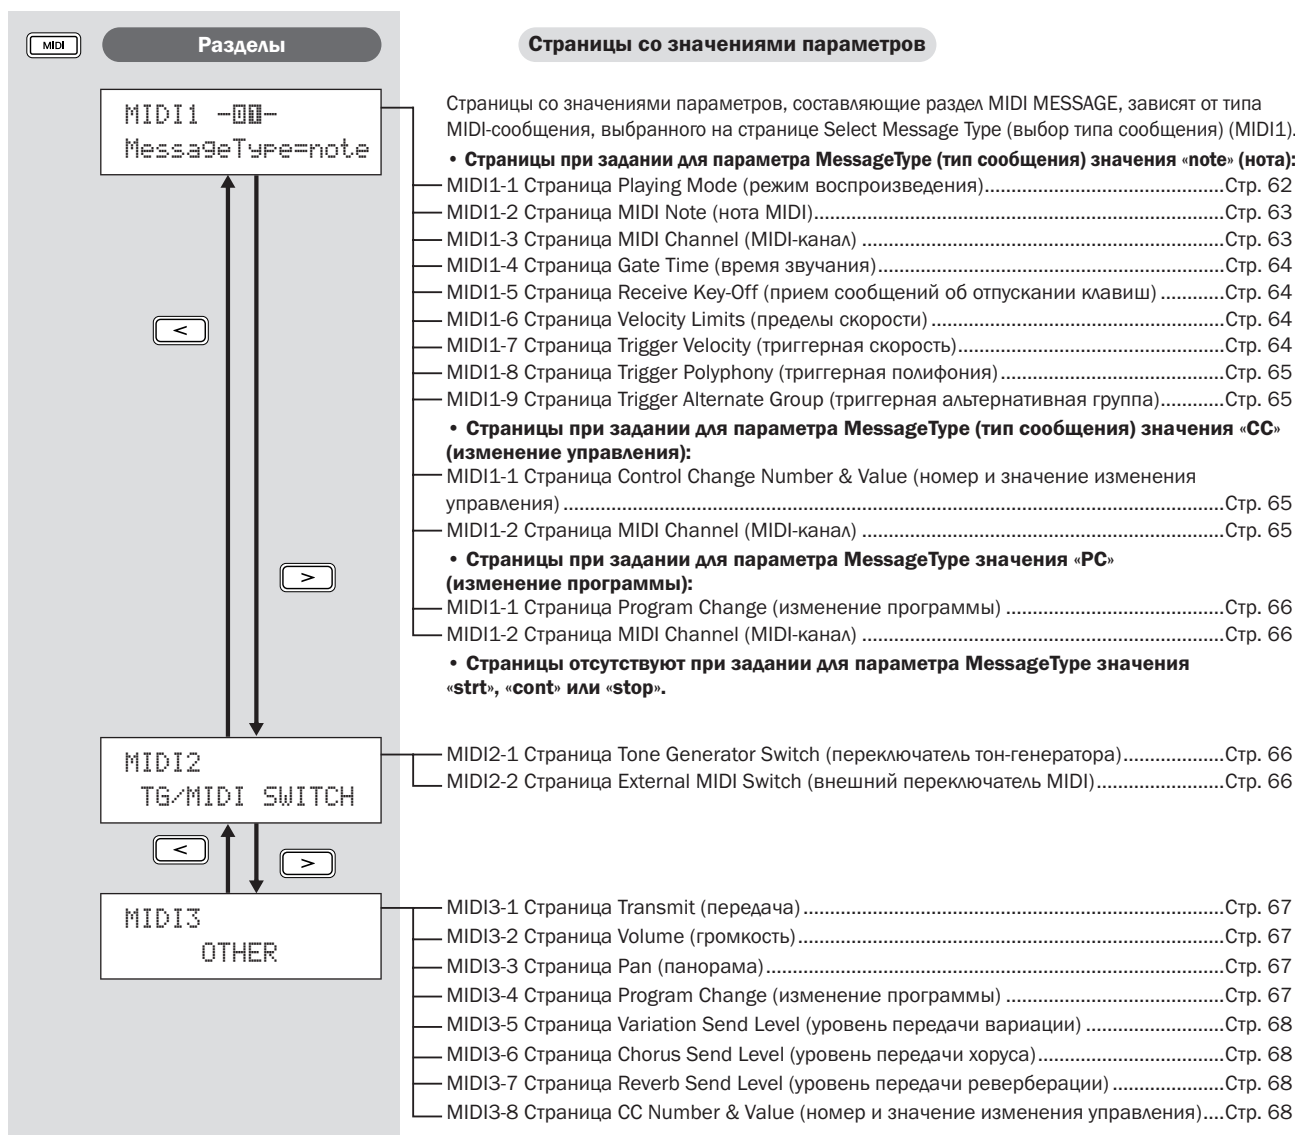 MIDI
Разделы
Страницы со значениями параметров
MIDI1 -01-
MessageType=note
Страницы со значениями параметров, составляющие раздел MIDI MESSAGE, зависят от типа
MIDI-сообщения, выбранного на странице Select Message Type (выбор типа сообщения) (MIDI1).
• Страницы при задании для параметра MessageType (тип сообщения) значения «note» (нота):
MIDI1-1 Страница Playing Mode (режим воспроизведения)......Стр. 62
MIDI1-2 Страница MIDI Note (нота MIDI)......Стр. 63
MIDI1-3 Страница MIDI Channel (MIDI-канал) ......Стр. 63
MIDI1-4 Страница Gate Time (время звучания)......Стр. 64
MIDI1-5 Страница Receive Key-Off (прием сообщений об отпускании клавиш) ......Стр. 64
MIDI1-6 Страница Velocity Limits (пределы скорости) ......Стр. 64
MIDI1-7 Страница Trigger Velocity (триггерная скорость)......Стр. 64
MIDI1-8 Страница Trigger Polyphony (триггерная полифония)......Стр. 65
MIDI1-9 Страница Trigger Alternate Group (триггерная альтернативная группа)......Стр. 65
• Страницы при задании для параметра MessageType (тип сообщения) значения «CC»
(изменение управления):
MIDI1-1 Страница Control Change Number & Value (номер и значение изменения
управления) ......Стр. 65
MIDI1-2 Страница MIDI Channel (MIDI-канал) ......Стр. 65
• Страницы при задании для параметра MessageType значения «PC»
(изменение программы):
MIDI1-1 Страница Program Change (изменение программы) ......Стр. 66
MIDI1-2 Страница MIDI Channel (MIDI-канал) ......Стр. 66
• Страницы отсутствуют при задании для параметра MessageType значения
«strt», «cont» или «stop».
<
>
MIDI2
TG/MIDI SWITCH
MIDI2-1 Страница Tone Generator Switch (переключатель тон-генератора)......Стр. 66
MIDI2-2 Страница External MIDI Switch (внешний переключатель MIDI)......Стр. 66
<
>
MIDI3
OTHER
MIDI3-1 Страница Transmit (передача)......Стр. 67
MIDI3-2 Страница Volume (громкость)......Стр. 67
MIDI3-3 Страница Pan (панорама)......Стр. 67
MIDI3-4 Страница Program Change (изменение программы) ......Стр. 67
MIDI3-5 Страница Variation Send Level (уровень передачи вариации) ......Стр. 68
MIDI3-6 Страница Chorus Send Level (уровень передачи хоруса)......Стр. 68
MIDI3-7 Страница Reverb Send Level (уровень передачи реверберации) ......Стр. 68
MIDI3-8 Страница CC Number & Value (номер и значение изменения управления)....Стр. 68